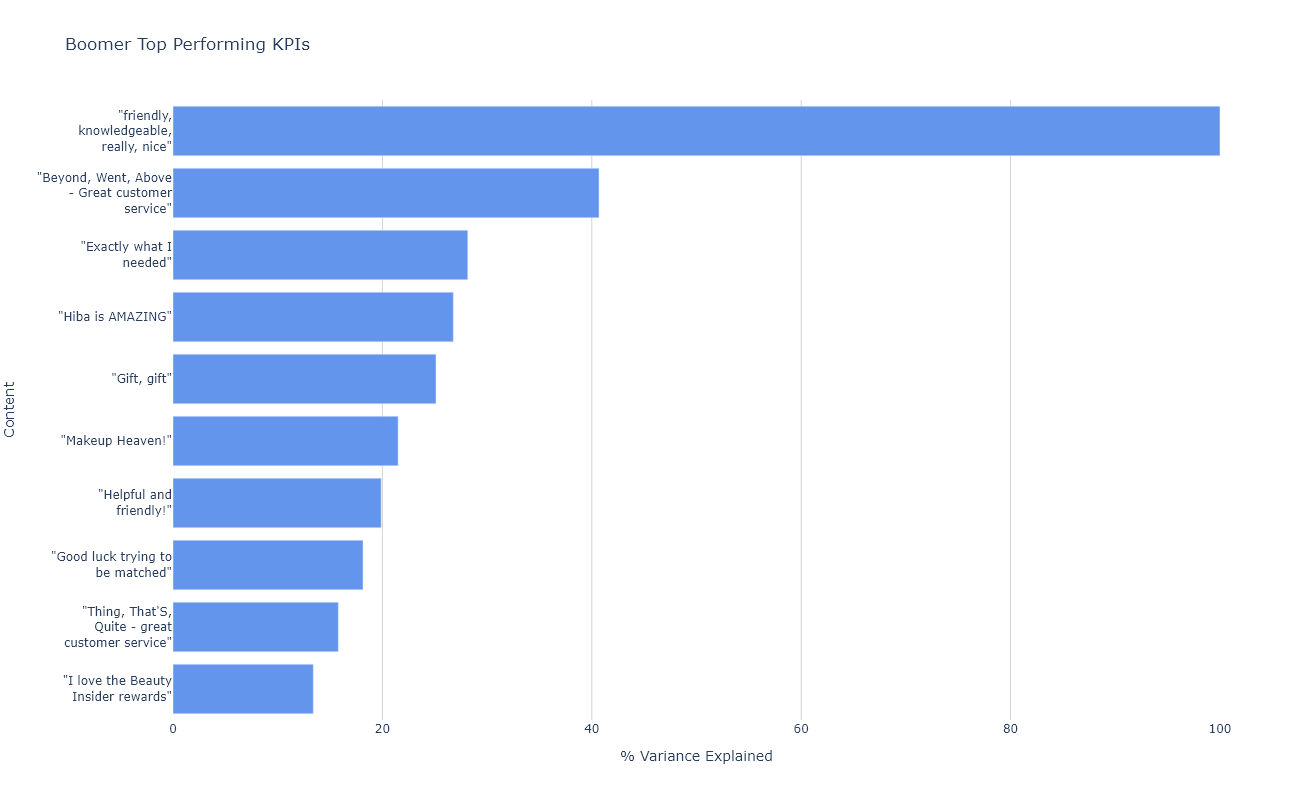 Boomer Top Performing KPIs
"friendly,
knowledgeable,
really, nice"
"Beyond, Went, Above
- Great customer
service"
"Exactly what I
needed"
"Hiba is AMAZING"
"Gift, gift"
"Makeup Heaven!"
"Helpful and
friendly!"
"Good luck trying to
be matched"
"Thing, That'S,
Quite - great
customer service"
"I love the Beauty
Insider rewards"
Content
0 20 40 60 80 100
% Variance Explained